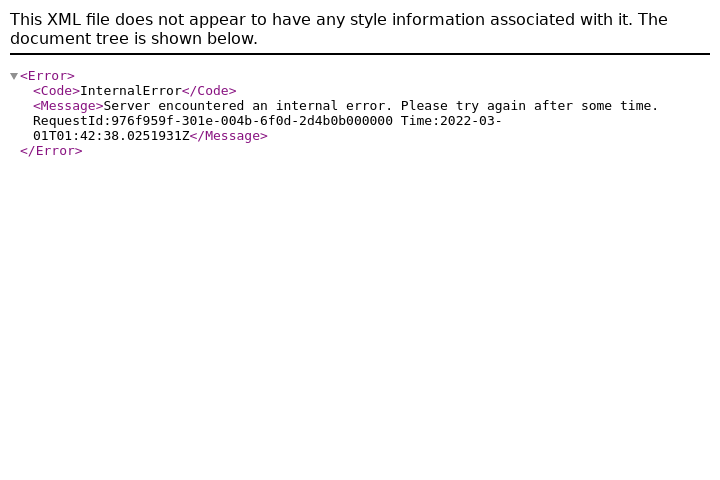 This XML file does not appear to have any style information associated with it. The
document tree is shown below.
<Error>
<Code>InternalError</Code>
<Message>Server encountered an internal error. Please try again after some time.
RequestId:976f959f-301e-004b-6f0d-2d4b0b000000 Time:2022-03-
01T01:42:38.0251931Z</Message>
</Error>